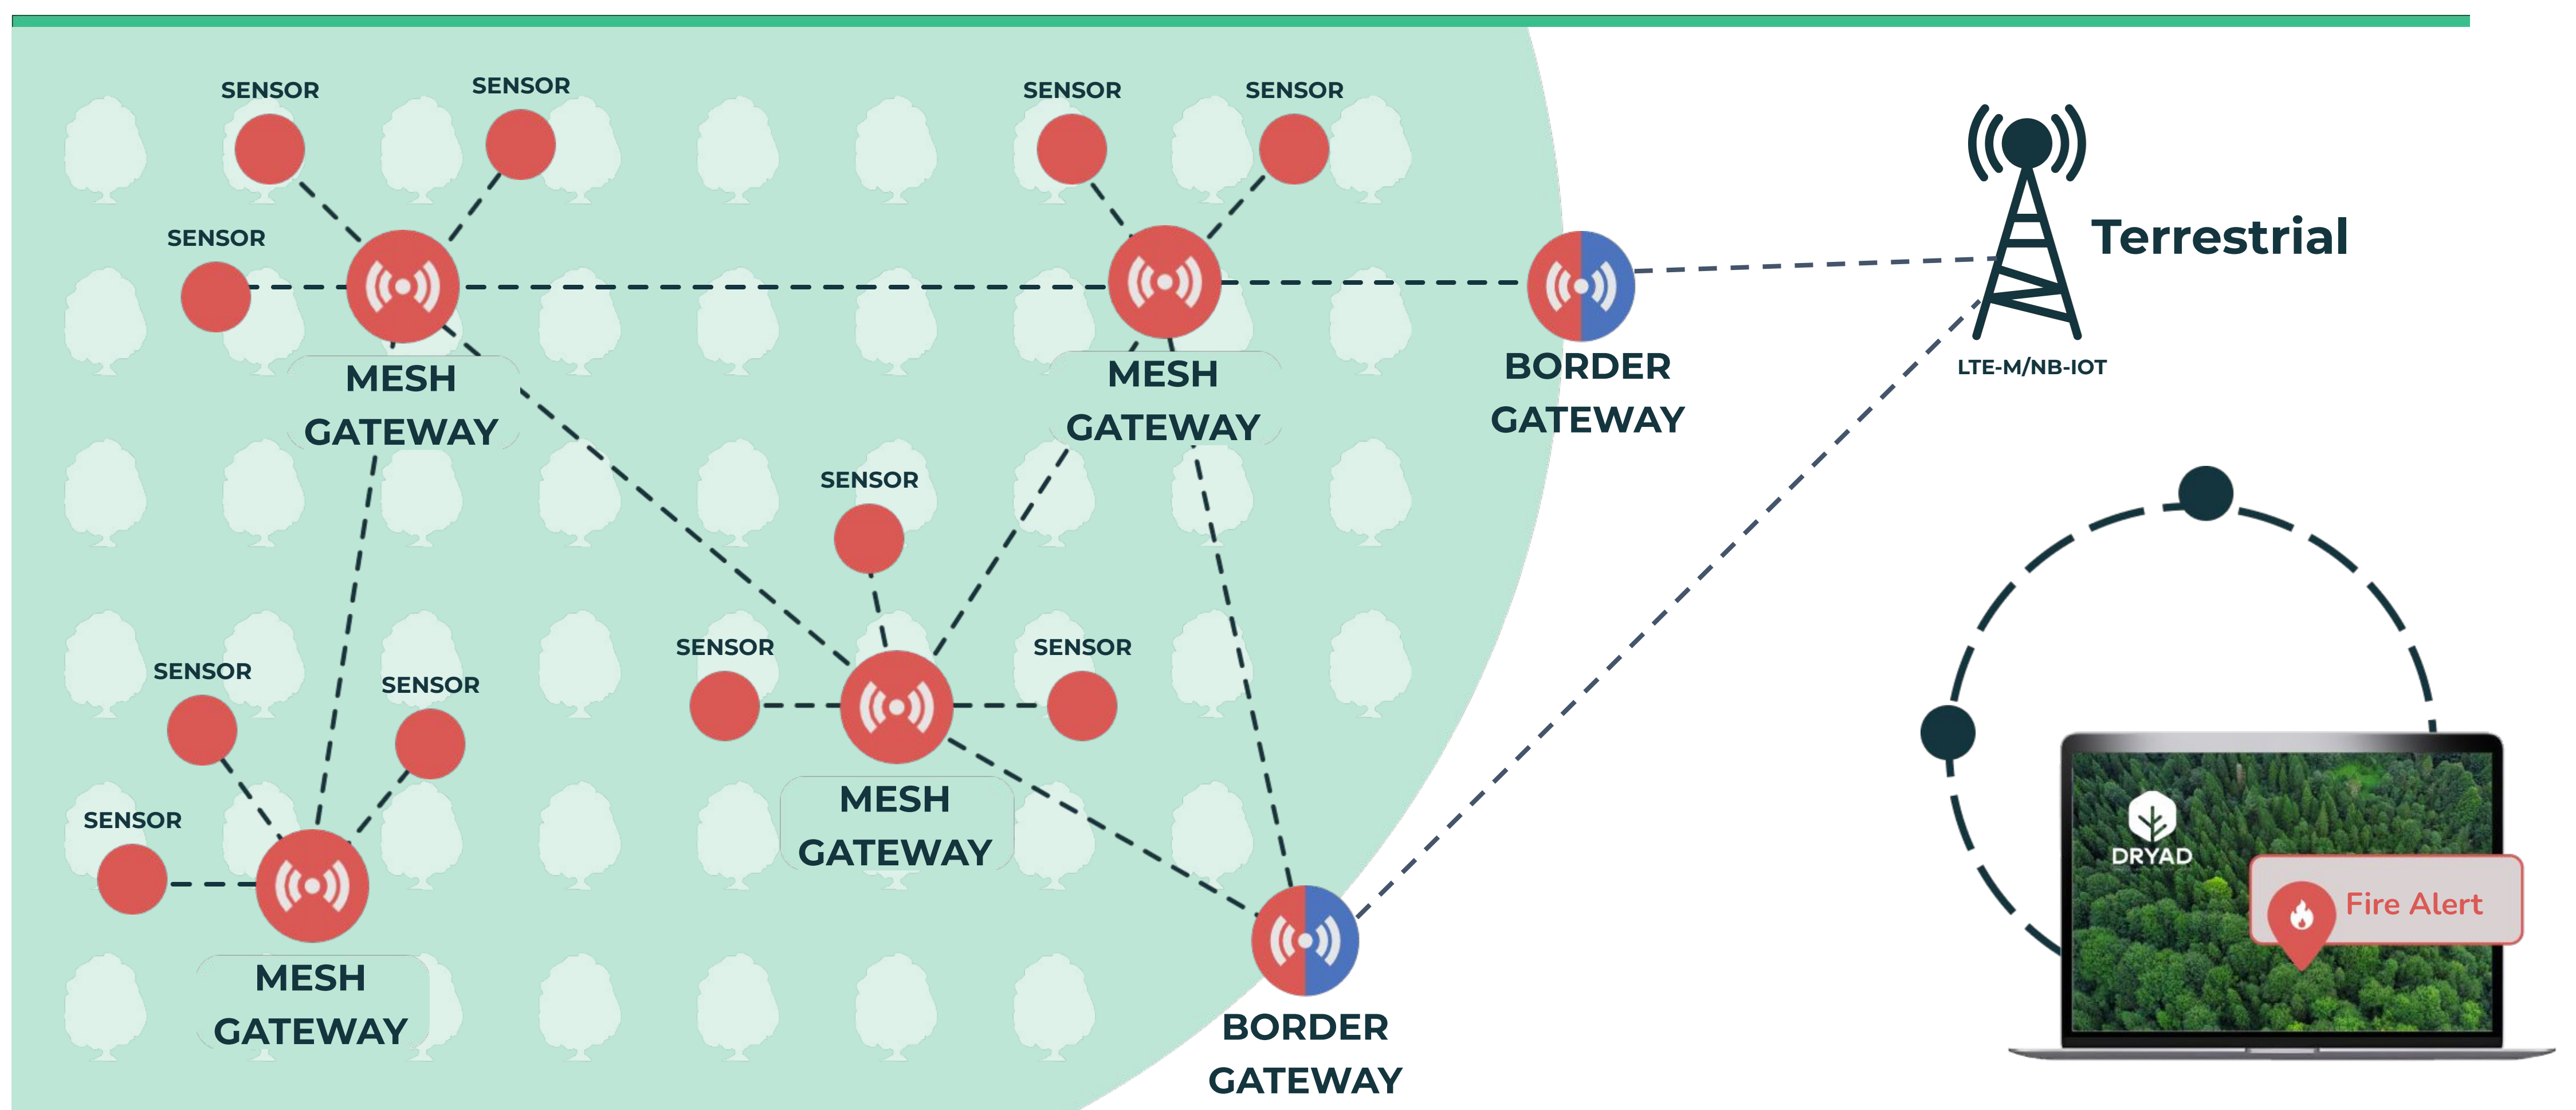 SENSOR
SENSOR
SENSOR
SENSOR
SENSOR
Terrestrial
LTE-M/NB-IOT
MESH
GATEWAY
MESH
GATEWAY
BORDER
GATEWAY
SENSOR
SENSOR
SENSOR
SENSOR
SENSOR
SENSOR
MESH
GATEWAY
MESH
GATEWAY
BORDER
GATEWAY
DRYAD
Fire Alert